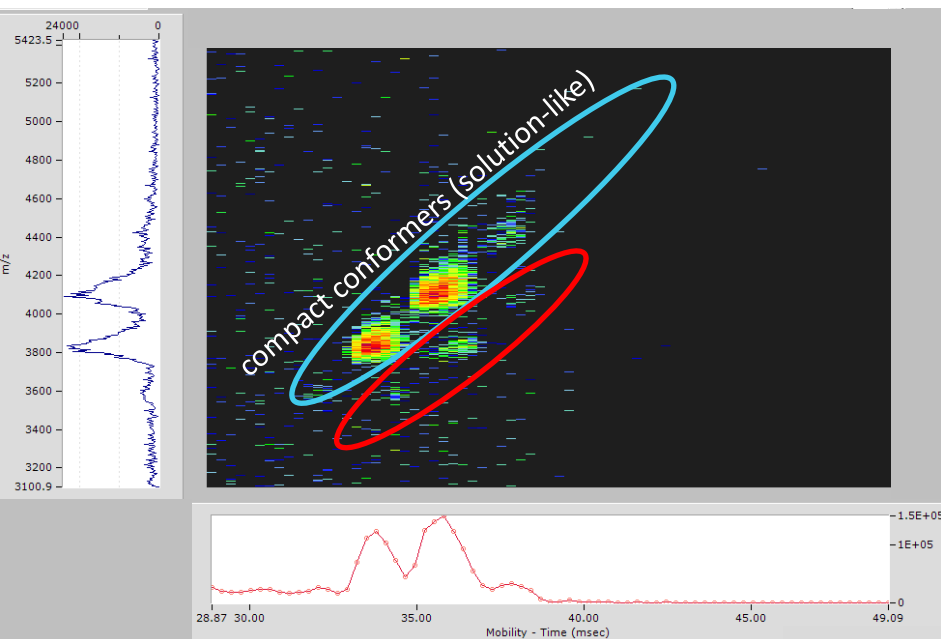 24000 0
5423.5
5200
5000
4800
4600
4400
4200
4000
3800
3600
3400
3200
3100.9
m/z
compact conformers (solution-like)
1.5E+05
1E+05
0
28.87 30.00 35.00 40.00 45.00 49.09
Mobility - Time (msec)